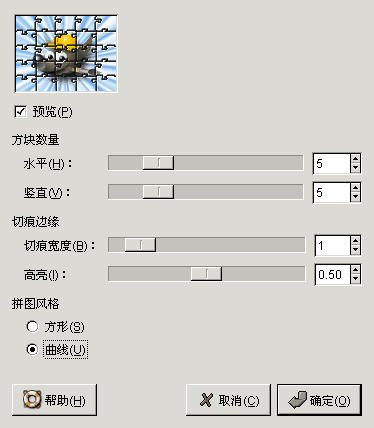 预览(P)
方块数量
水平(H)： 5
竖直(V)： 5
切痕边缘
切痕宽度(B)： 1
高亮(I)： 0.50
拼图风格
方形(S)
曲线(U)
帮助(H) 取消(C) 确定(O)